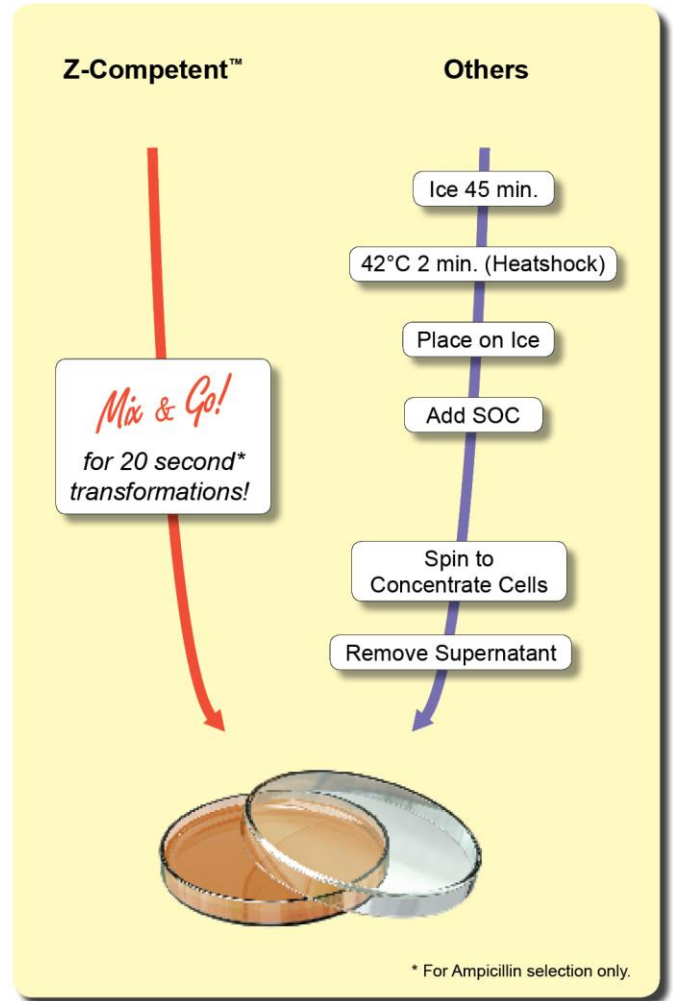 Z-Competent™
Mix & Go!
for 20 second*
transformations!
Others
Ice 45 min.
42°C 2 min. (Heatshock)
Place on Ice
Add SOC
Spin to
Concentrate Cells
Remove Supernatant
* For Ampicillin selection only.